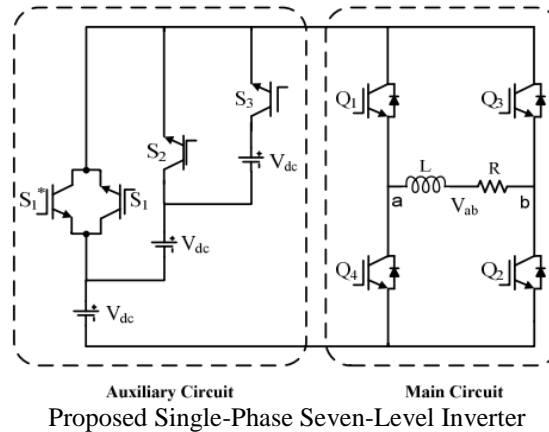 S3
Q1
Q3
S2
Vdc
L
R
S1*
S1
a
Vab
b
Vdc
Q4
Q2
Vdc
Auxiliary Circuit
Main Circuit
Proposed Single-Phase Seven-Level Inverter